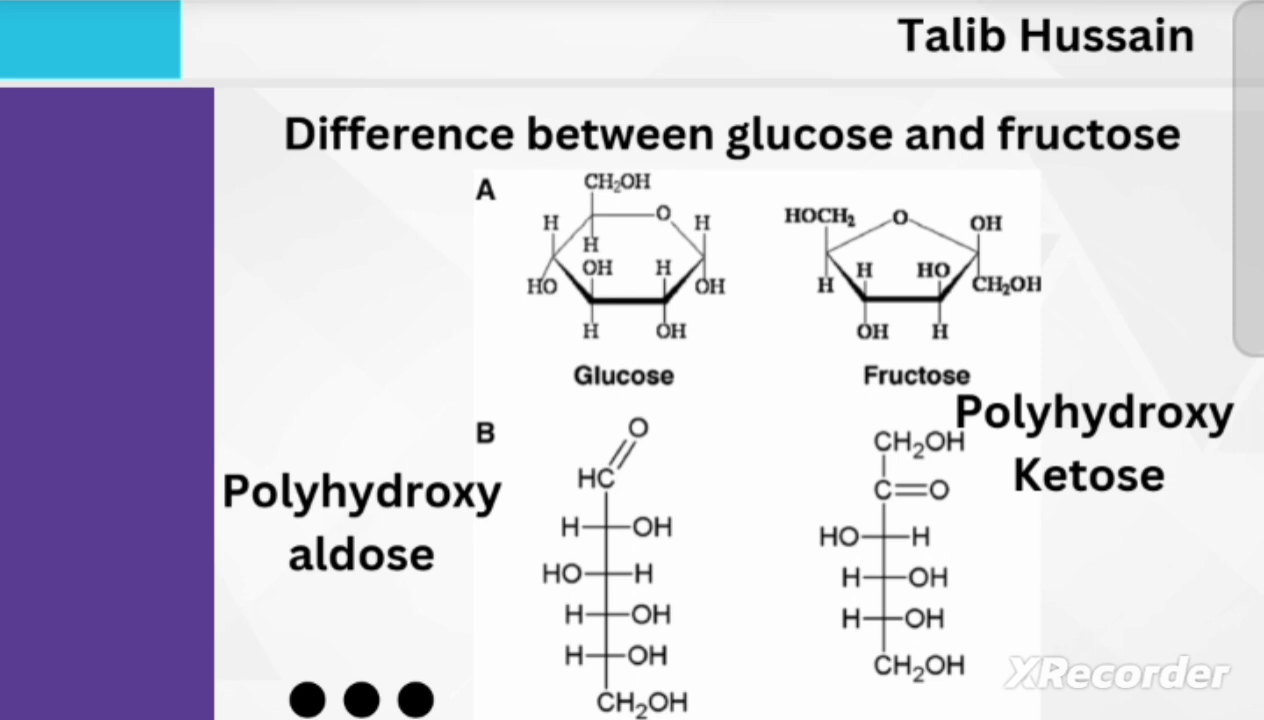 Talib Hussain
Difference between glucose and fructose
A
CH₂OH
H O H
H
OH H
HO OH
H OH
Glucose
HOCH₂ O OH
H HO
H CH₂OH
OH H
Fructose
Polyhydroxy
Ketose
B
Polyhydroxy
aldose
O
HC
H OH
HO H
H OH
H OH
CH₂OH
CH₂OH
C=O
HO H
H OH
H OH
CH₂OH
XRecorder